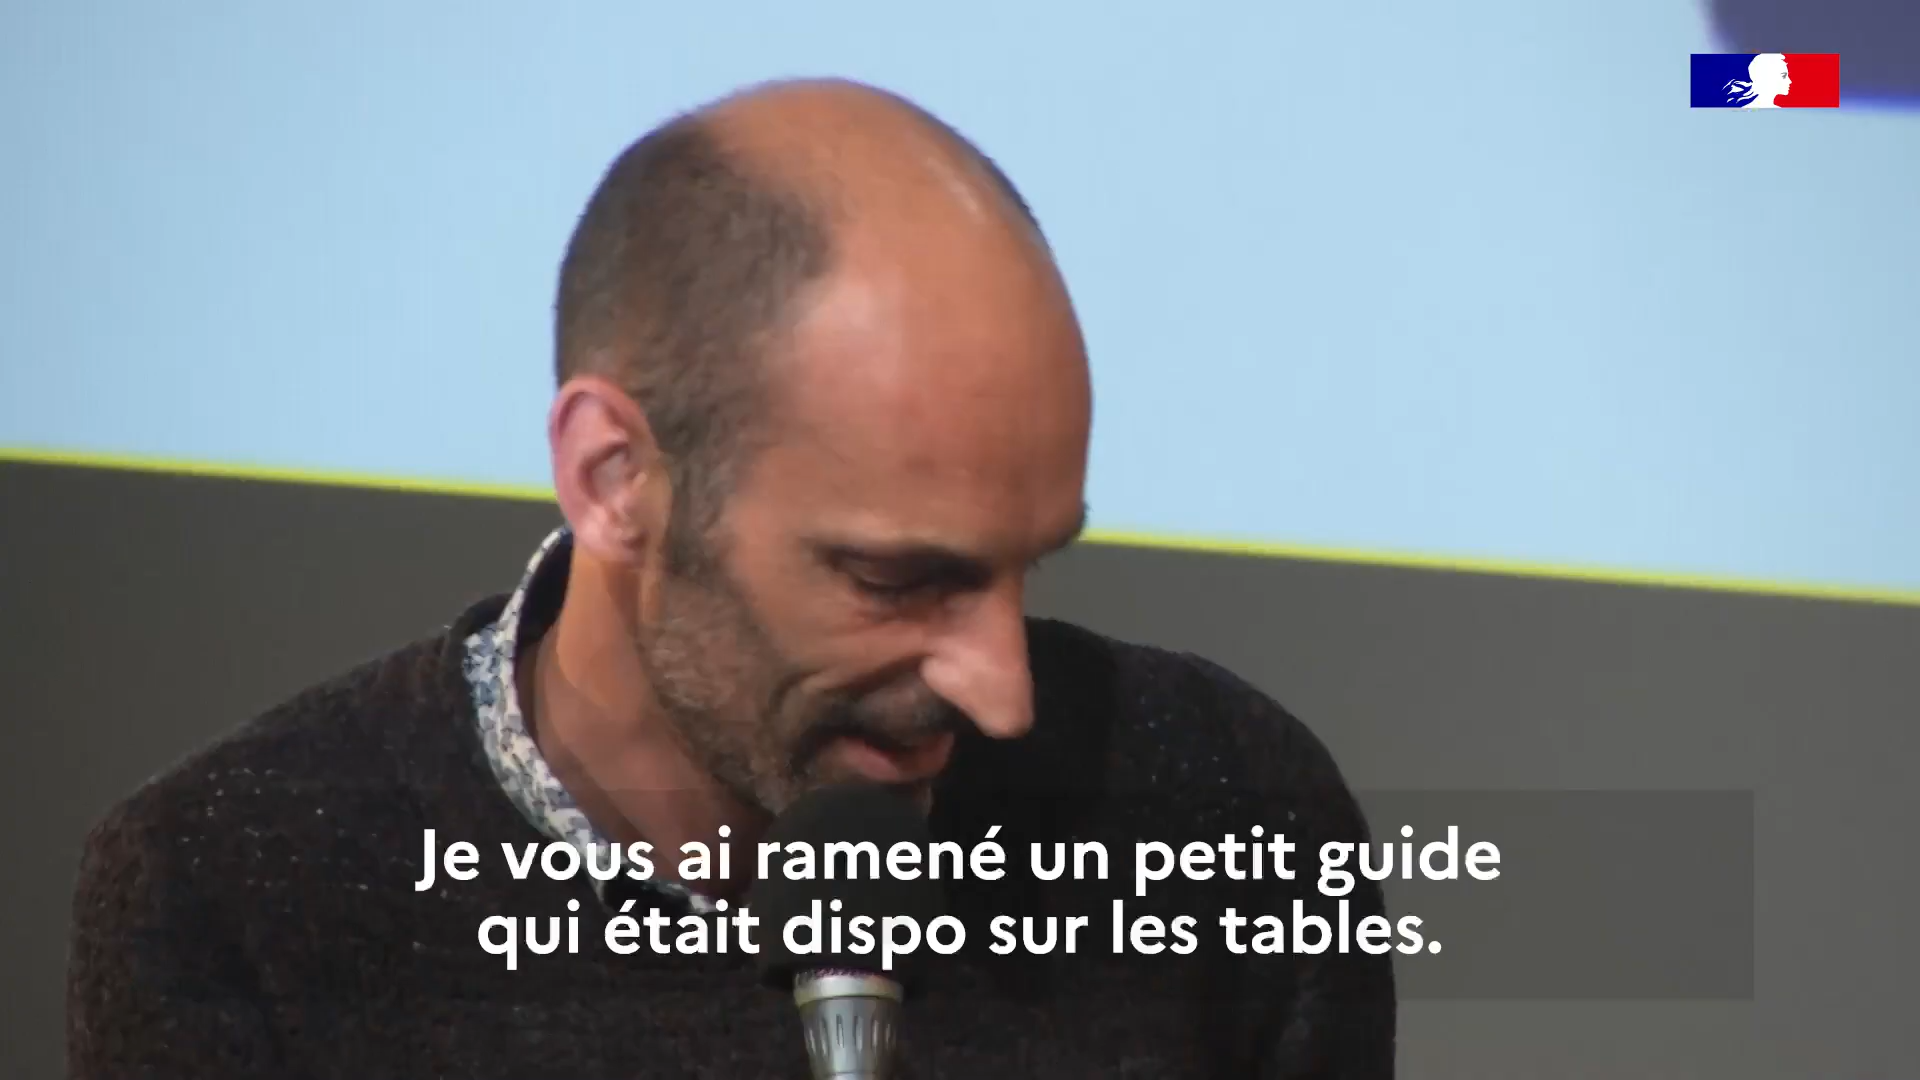 Je vous ai ramené un petit guide
qui était dispo sur les tables.